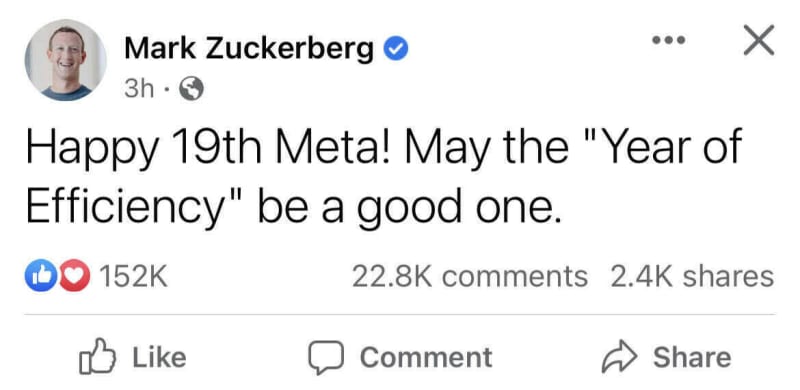 Mark Zuckerberg
3h ·
Happy 19th Meta! May the "Year of
Efficiency" be a good one.
152K 22.8K comments 2.4K shares
Like Comment Share